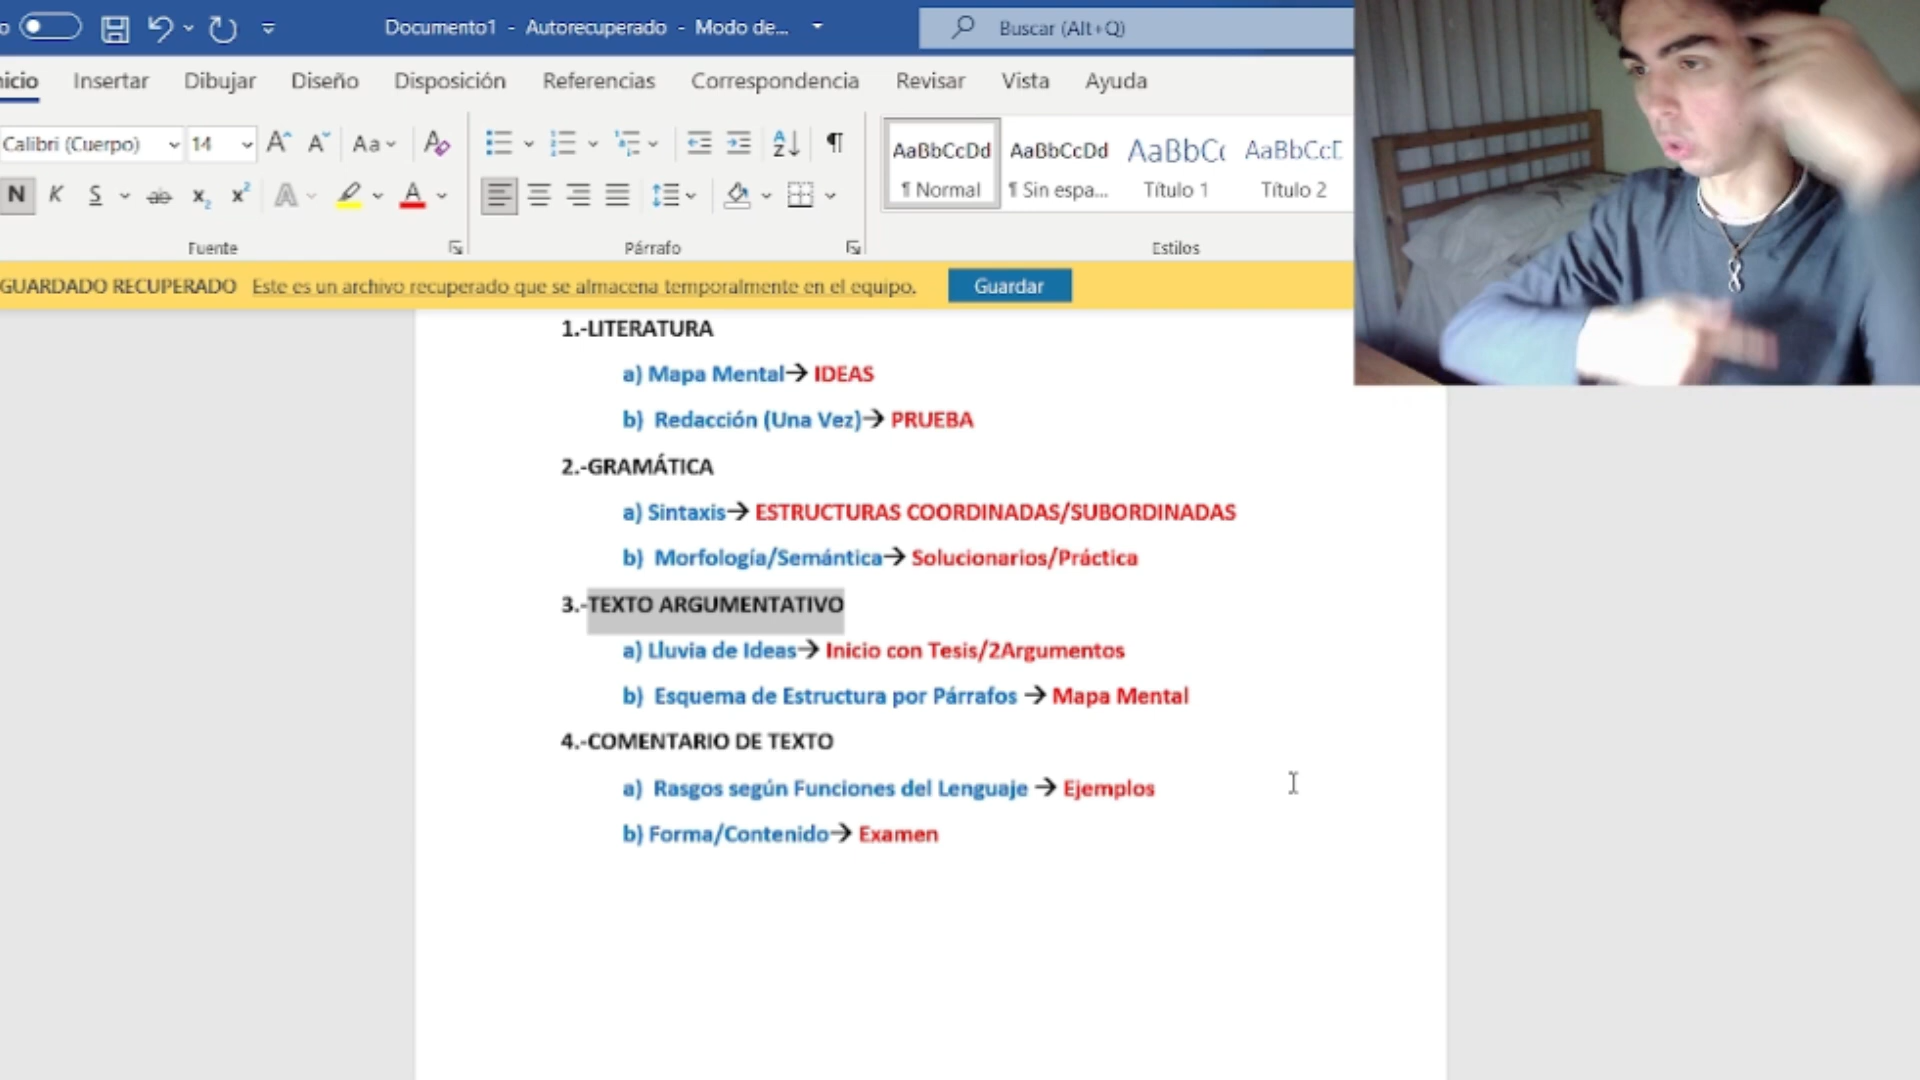 Documento1 - Autorecuperado - Modo de...
Buscar (Alt+Q)
Insertar Dibujar Diseño Disposición Referencias Correspondencia Revisar Vista Ayuda
Calibri (Cuerpo) 14 Aa
AaBbCcDd AaBbCcDd AaBbCc AaBbCcD
N K S ab x₂ x² A A
¶ Normal ¶ Sin espa... Título 1 Título 2
Fuente Párrafo Estilos
GUARDADO RECUPERADO Este es un archivo recuperado que se almacena temporalmente en el equipo. Guardar
1.-LITERATURA
a) Mapa Mental→ IDEAS
b) Redacción (Una Vez)→ PRUEBA
2.-GRAMÁTICA
a) Sintaxis→ ESTRUCTURAS COORDINADAS/SUBORDINADAS
b) Morfología/Semántica→ Solucionarios/Práctica
3.-TEXTO ARGUMENTATIVO
a) Lluvia de Ideas→ Inicio con Tesis/2Argumentos
b) Esquema de Estructura por Párrafos → Mapa Mental
4.-COMENTARIO DE TEXTO
a) Rasgos según Funciones del Lenguaje → Ejemplos
b) Forma/Contenido→ Examen